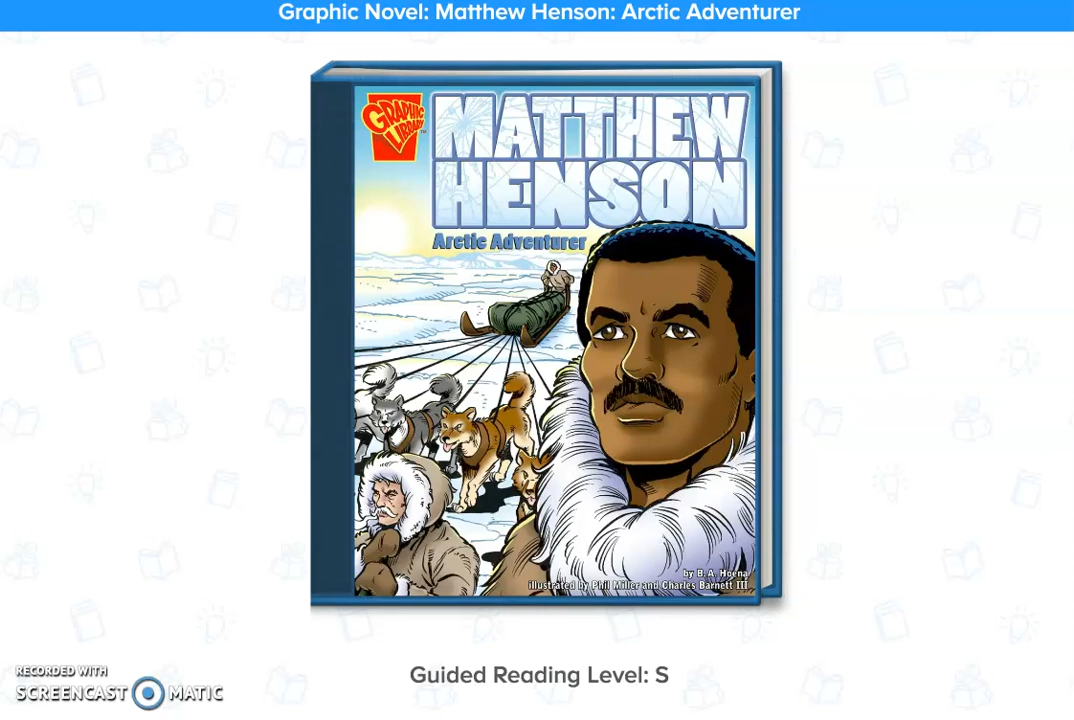 Graphic Novel: Matthew Henson: Arctic Adventurer
GRAPHIC
LIBRARY™
MATTHEW
HENSON
Arctic Adventurer
by B. A. Hoena
illustrated by Phil Miller and Charles Barnett III
RECORDED WITH
SCREENCAST MATIC
Guided Reading Level: S